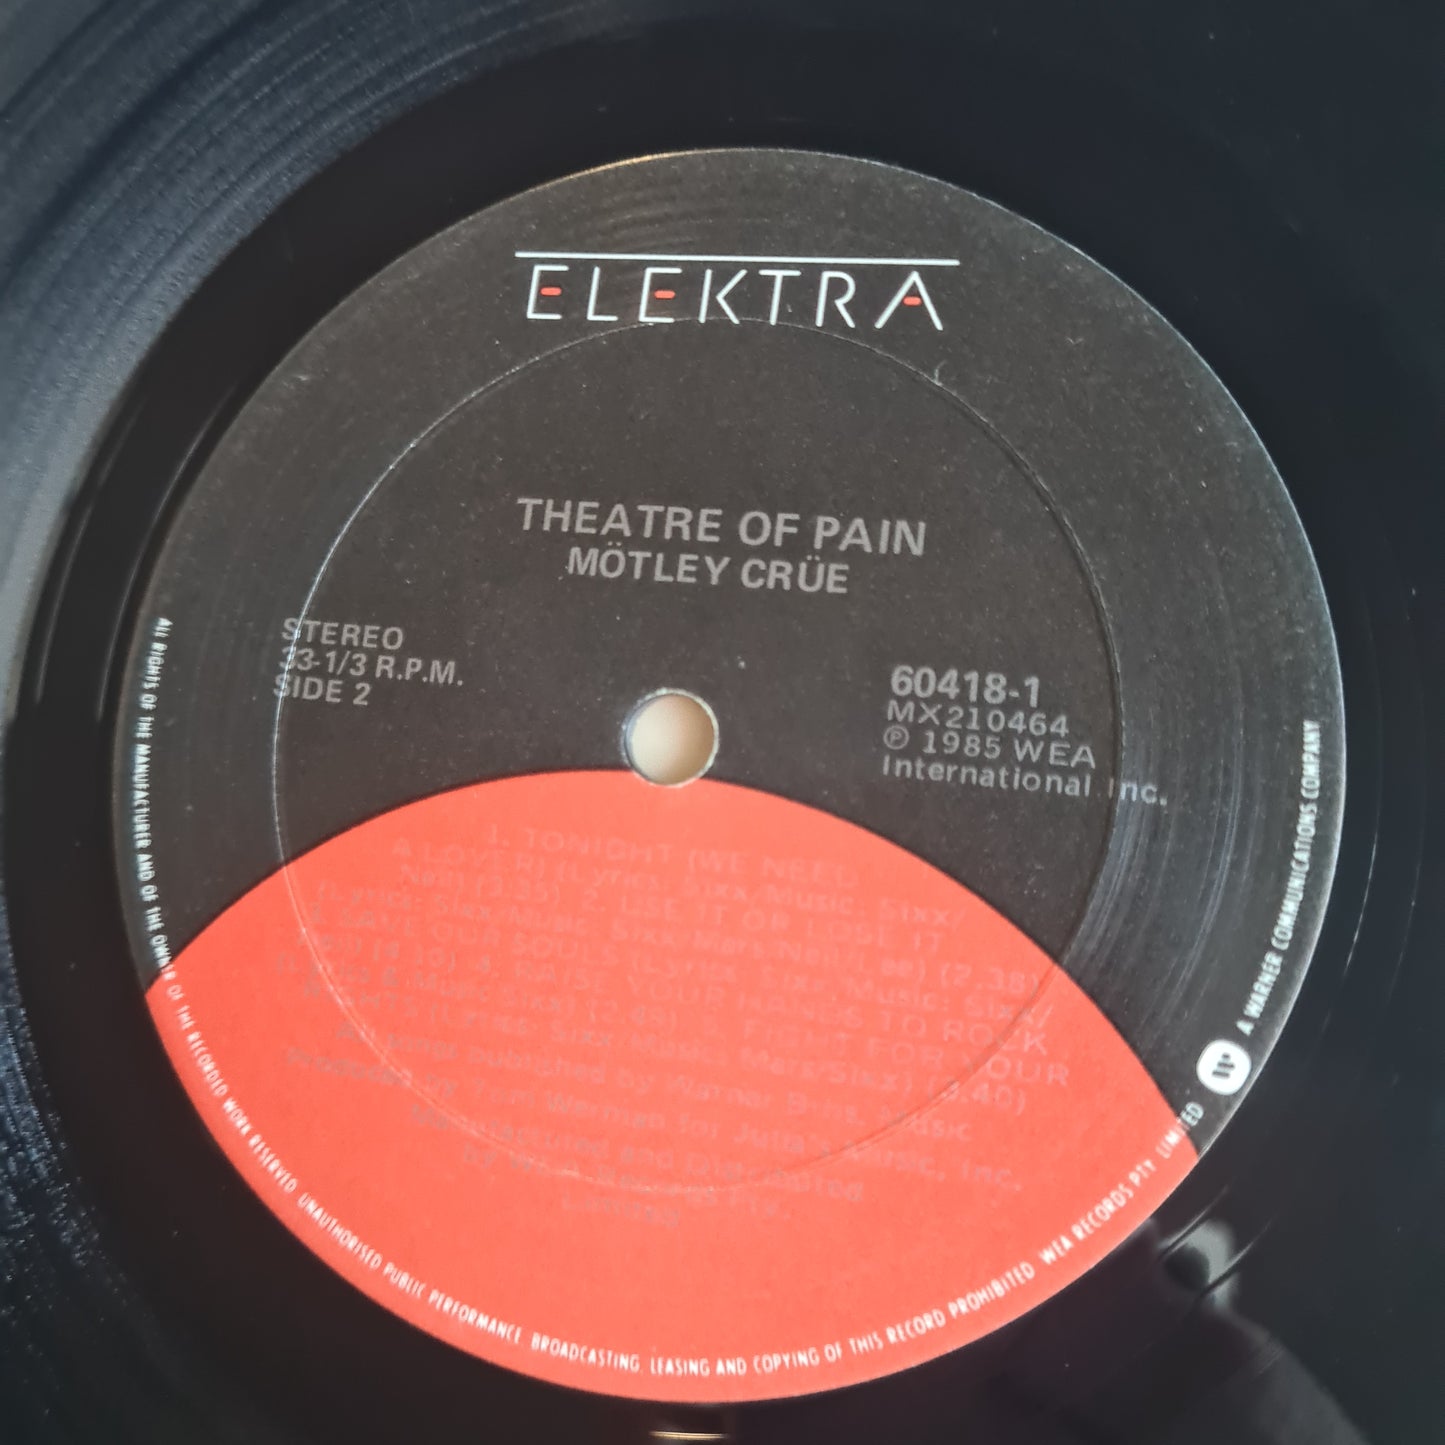 ELEKTRA
THEATRE OF PAIN
MÖTLEY CRÜE
STEREO
33-1/3 R.P.M.
SIDE 2
60418-1
MX210464
℗ 1985 WEA
International Inc.
1. TONIGHT (WE NEED
A LOVER) (Lyrics: Sixx/Music: Sixx/
Neil) (3.35) USE IT OR LOSE IT
(Lyrics: Sixx/Music: Sixx/Mars/Neil/Lee) (2.38)
SAVE OUR SOULS (Lyrics: Sixx, Music: Sixx/
Neil) (4.13) 4. RAISE YOUR HANDS TO ROCK
(Lyrics & Music: Sixx) (2.48) FIGHT FOR YOUR
RIGHTS (Lyrics: Sixx, Music: Mars/Sixx) (3.40)
All songs published by Warner Bros. Music
Produced by Tom Werman for Julia's Music, Inc.
Manufactured and Distributed
by WEA Records Pty.
Limited
ALL RIGHTS OF THE MANUFACTURER AND OF THE OWNER OF THE RECORDED WORK RESERVED. UNAUTHORISED PUBLIC PERFORMANCE, BROADCASTING, LEASING AND COPYING OF THIS RECORD PROHIBITED. WEA RECORDS PTY. LIMITED A WARNER COMMUNICATIONS COMPANY